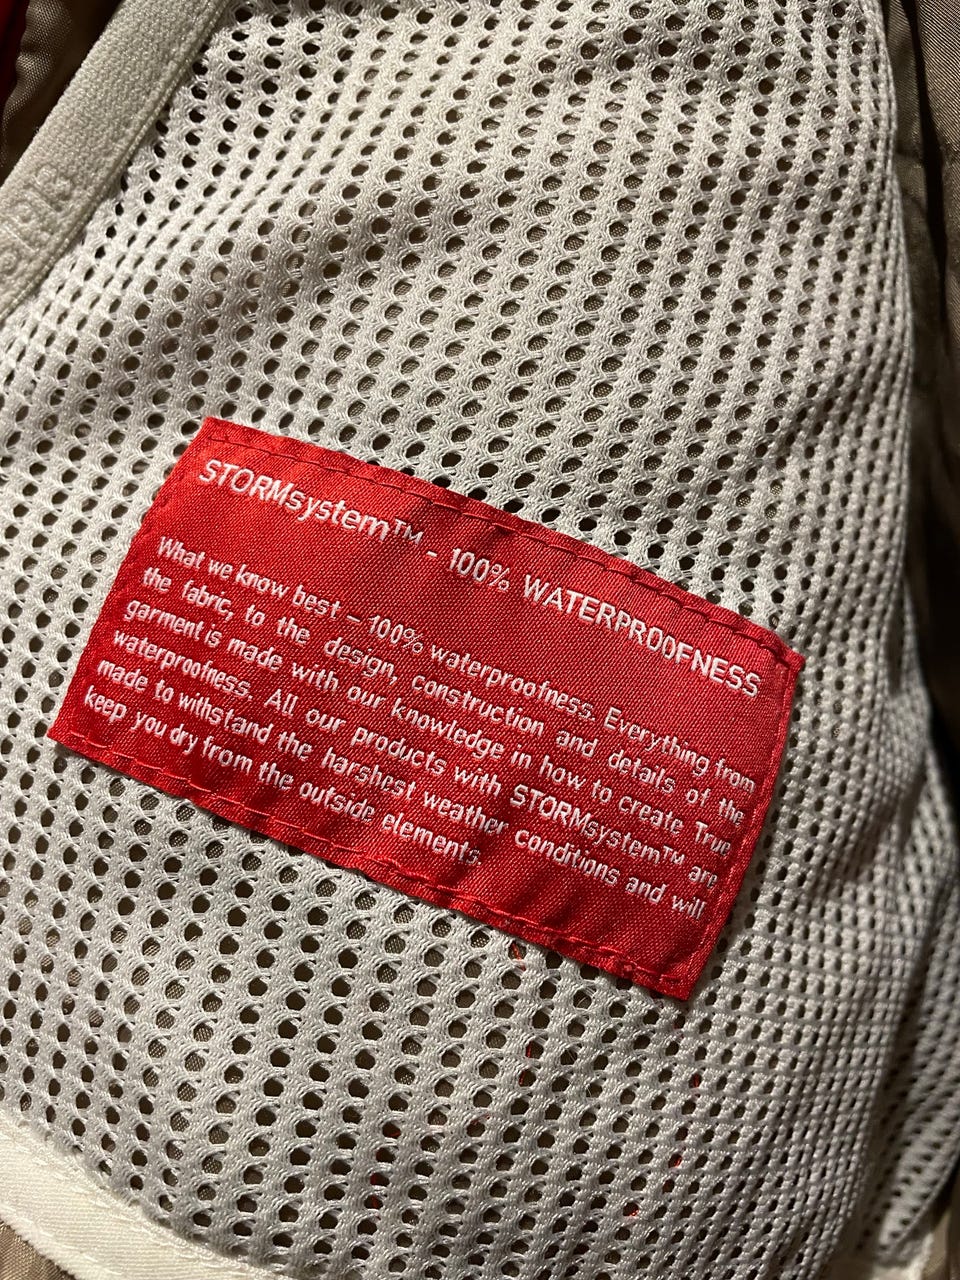 STORMsystem™ - 100% WATERPROOFNESS
What we know best – 100% waterproofness. Everything from
the fabric, to the design, construction and details of the
garment is made with our knowledge in how to create True
waterproofness. All our products with STORMsystem™ are
made to withstand the harshest weather conditions and will
keep you dry from the outside elements.